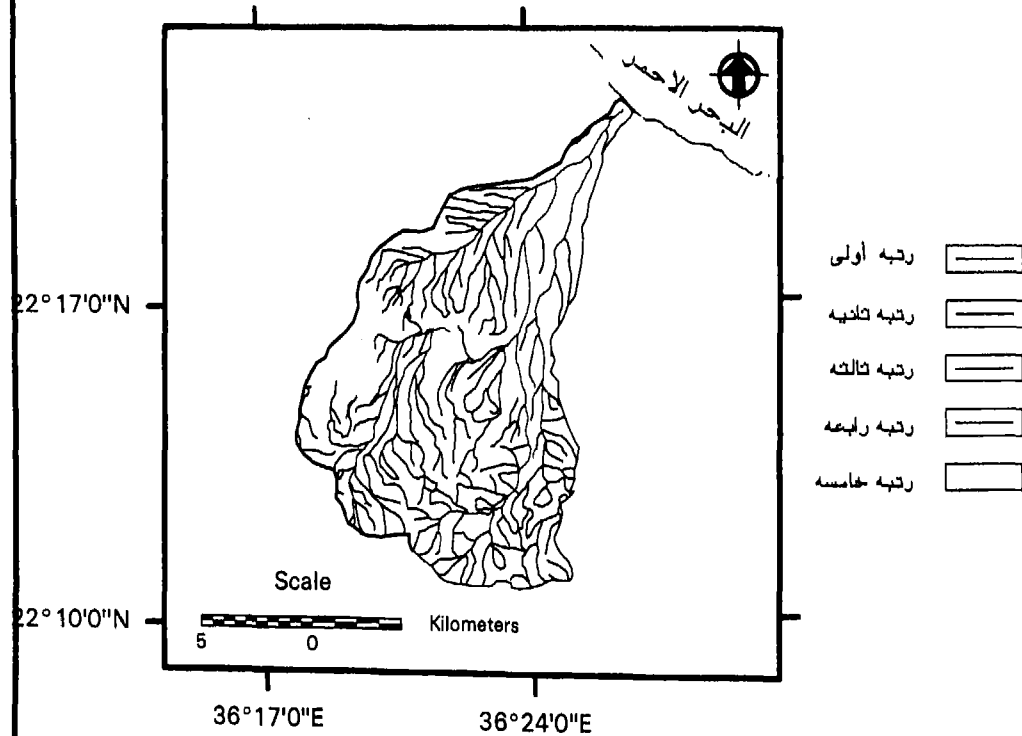 البحر الاحمر
رتبه أولى
رتبه ثانيه
رتبه ثالثه
رتبه رابعه
رتبه خامسه
22°17'0"N
22°10'0"N
Scale
5 0 Kilometers
36°17'0"E 36°24'0"E